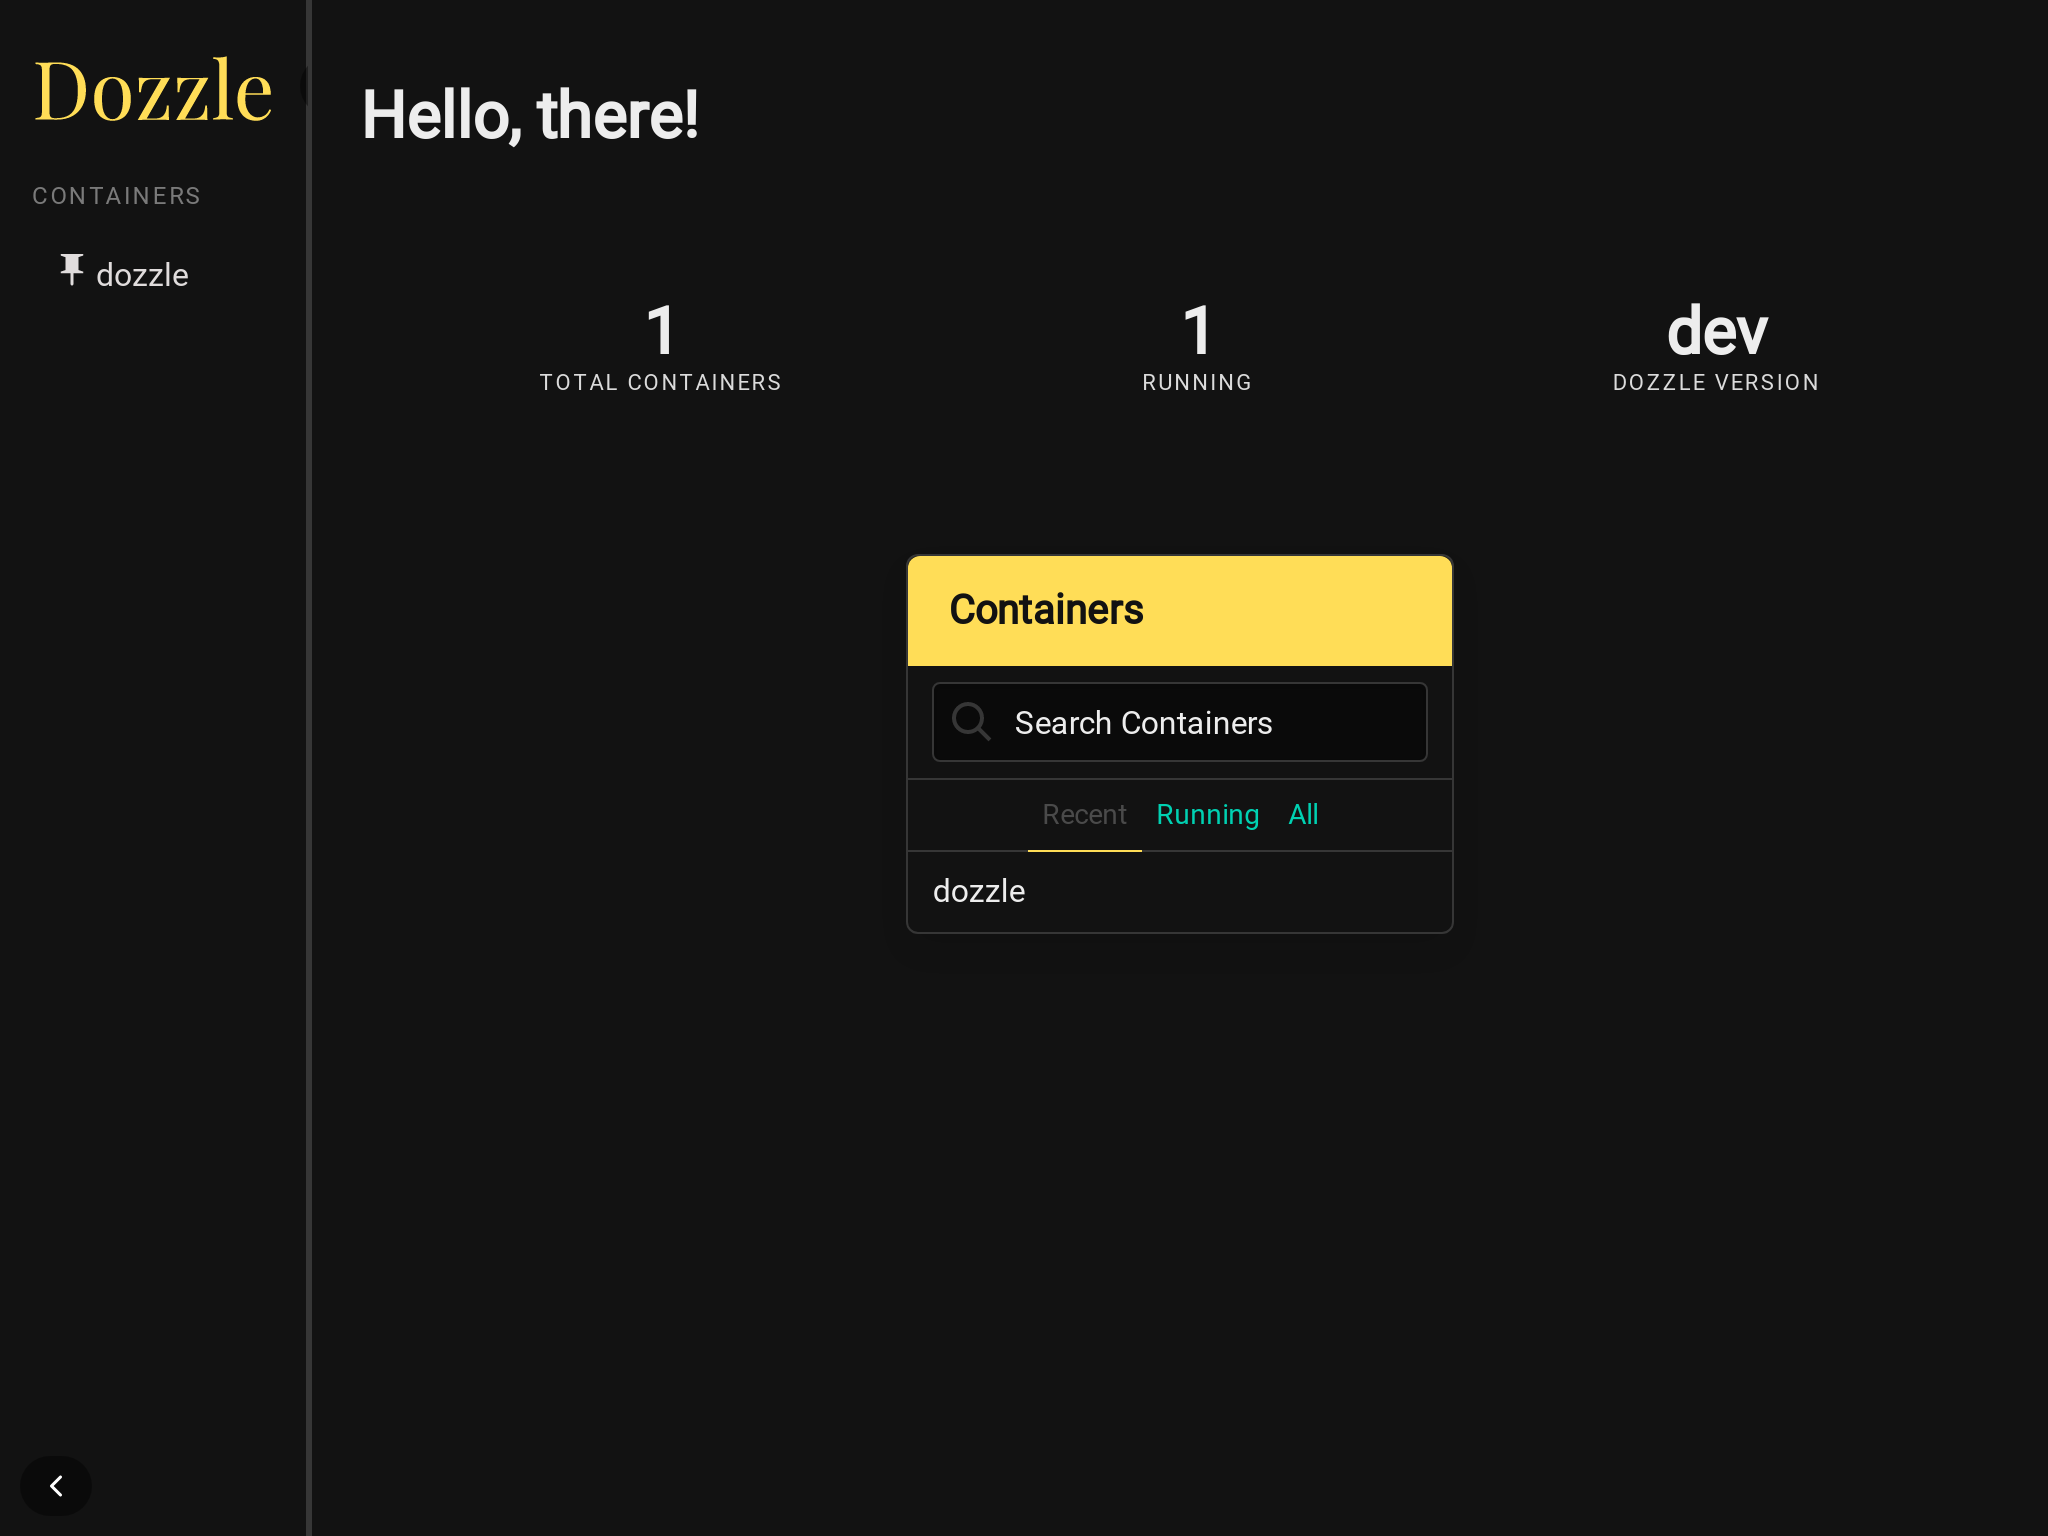 Dozzle
CONTAINERS
dozzle
Hello, there!
1
TOTAL CONTAINERS
1
RUNNING
dev
DOZZLE VERSION
Containers
Search Containers
Recent Running All
dozzle